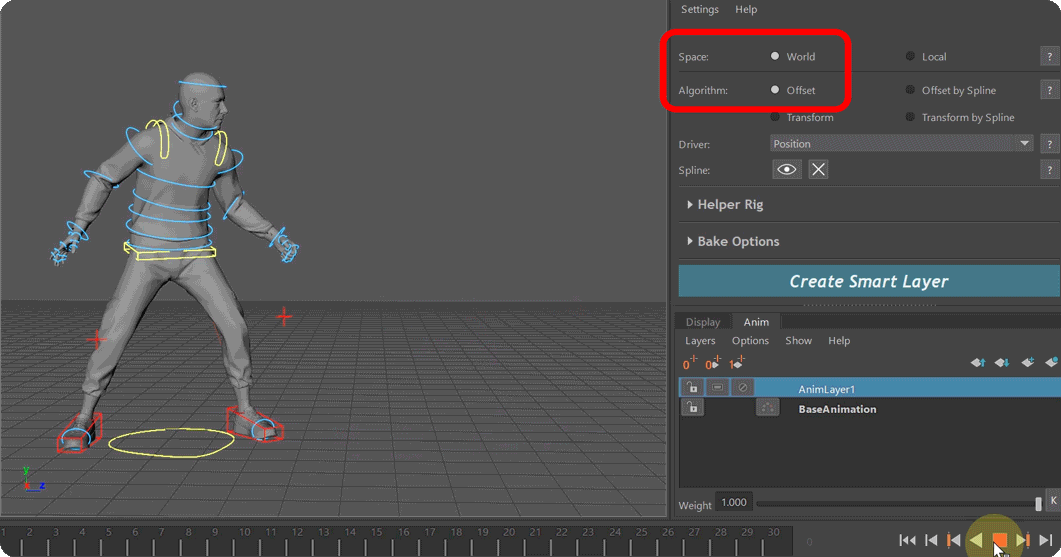 Settings Help
Space: World Local ?
Algorithm: Offset Offset by Spline ?
Transform Transform by Spline
Driver: Position ?
Spline: ?
Helper Rig
Bake Options
Create Smart Layer
Display Anim
Layers Options Show Help
0 0 1
AnimLayer1
BaseAnimation
Weight 1.000 K
y
z
1 2 3 4 5 6 7 8 9 10 11 12 13 14 15 16 17 18 19 20 21 22 23 24 25 26 27 28 29 30
0